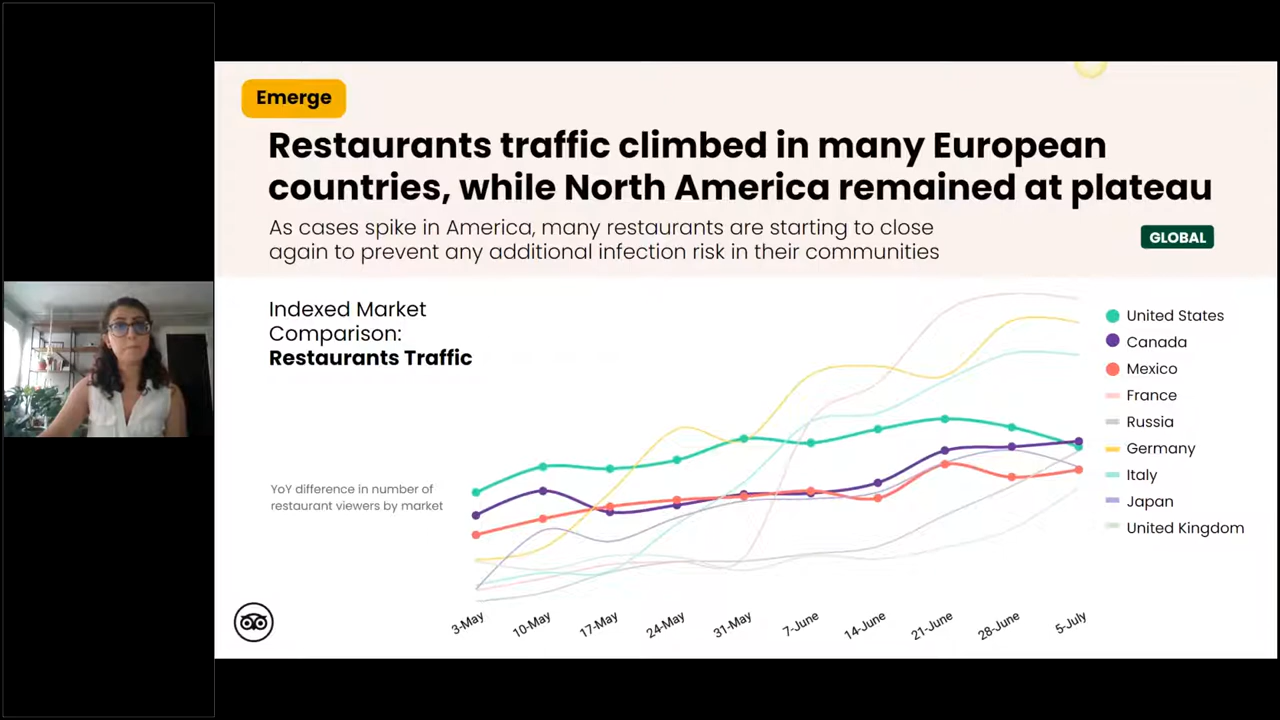 Emerge
Restaurants traffic climbed in many European
countries, while North America remained at plateau
As cases spike in America, many restaurants are starting to close
again to prevent any additional infection risk in their communities
GLOBAL
Indexed Market
Comparison:
Restaurants Traffic
YoY difference in number of
restaurant viewers by market
United States
Canada
Mexico
France
Russia
Germany
Italy
Japan
United Kingdom
3-May
10-May
17-May
24-May
31-May
7-June
14-June
21-June
28-June
5-July